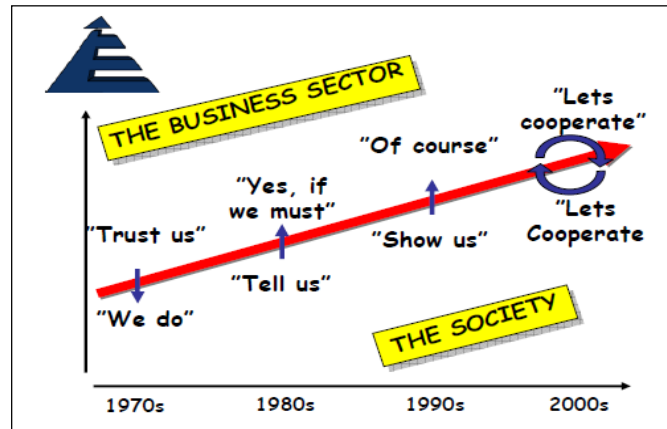 THE BUSINESS SECTOR
"Lets
cooperate"
"Of course"
"Yes, if
we must"
"Trust us"
"Lets
Cooperate
"Show us"
"Tell us"
"We do"
THE SOCIETY
1970s 1980s 1990s 2000s